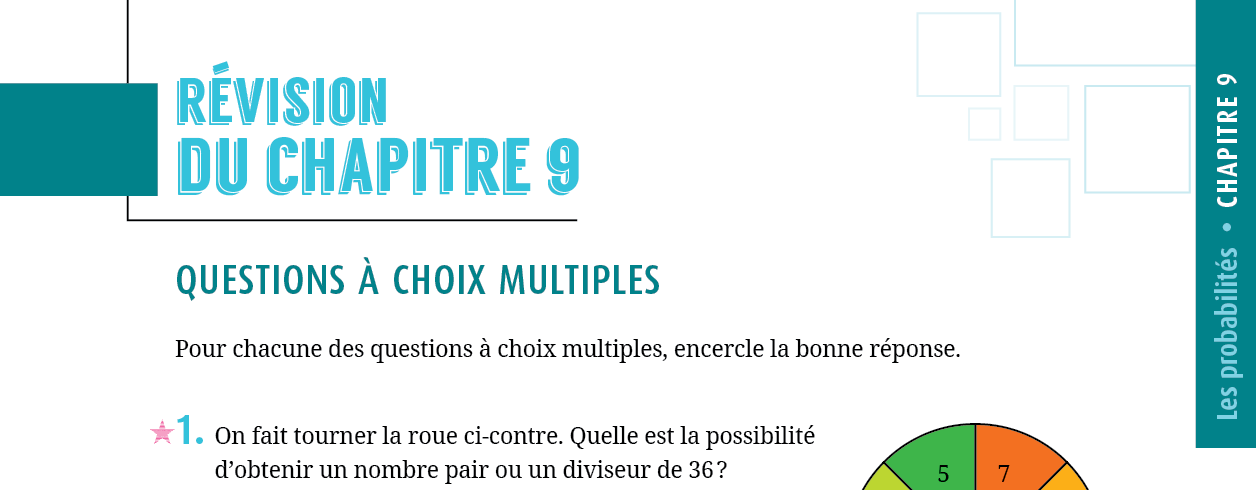 RÉVISION
DU CHAPITRE 9
QUESTIONS À CHOIX MULTIPLES
Pour chacune des questions à choix multiples, encercle la bonne réponse.
1. On fait tourner la roue ci-contre. Quelle est la possibilité
d’obtenir un nombre pair ou un diviseur de 36 ?
5 7
Les probabilités • CHAPITRE 9